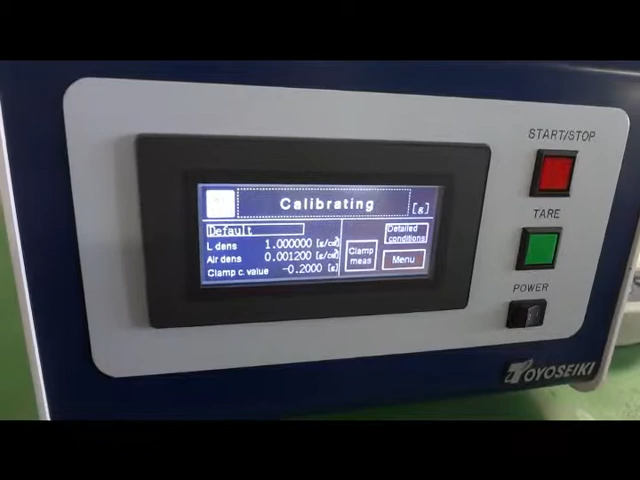 START/STOP
Calibrating
[g]
TARE
Default
Detailed conditions
L dens 1.000000 [g/cm³]
Air dens 0.001200 [g/cm³]
Clamp c.value -0.2000 [g]
Clamp meas
Menu
POWER
TOYOSEIKI